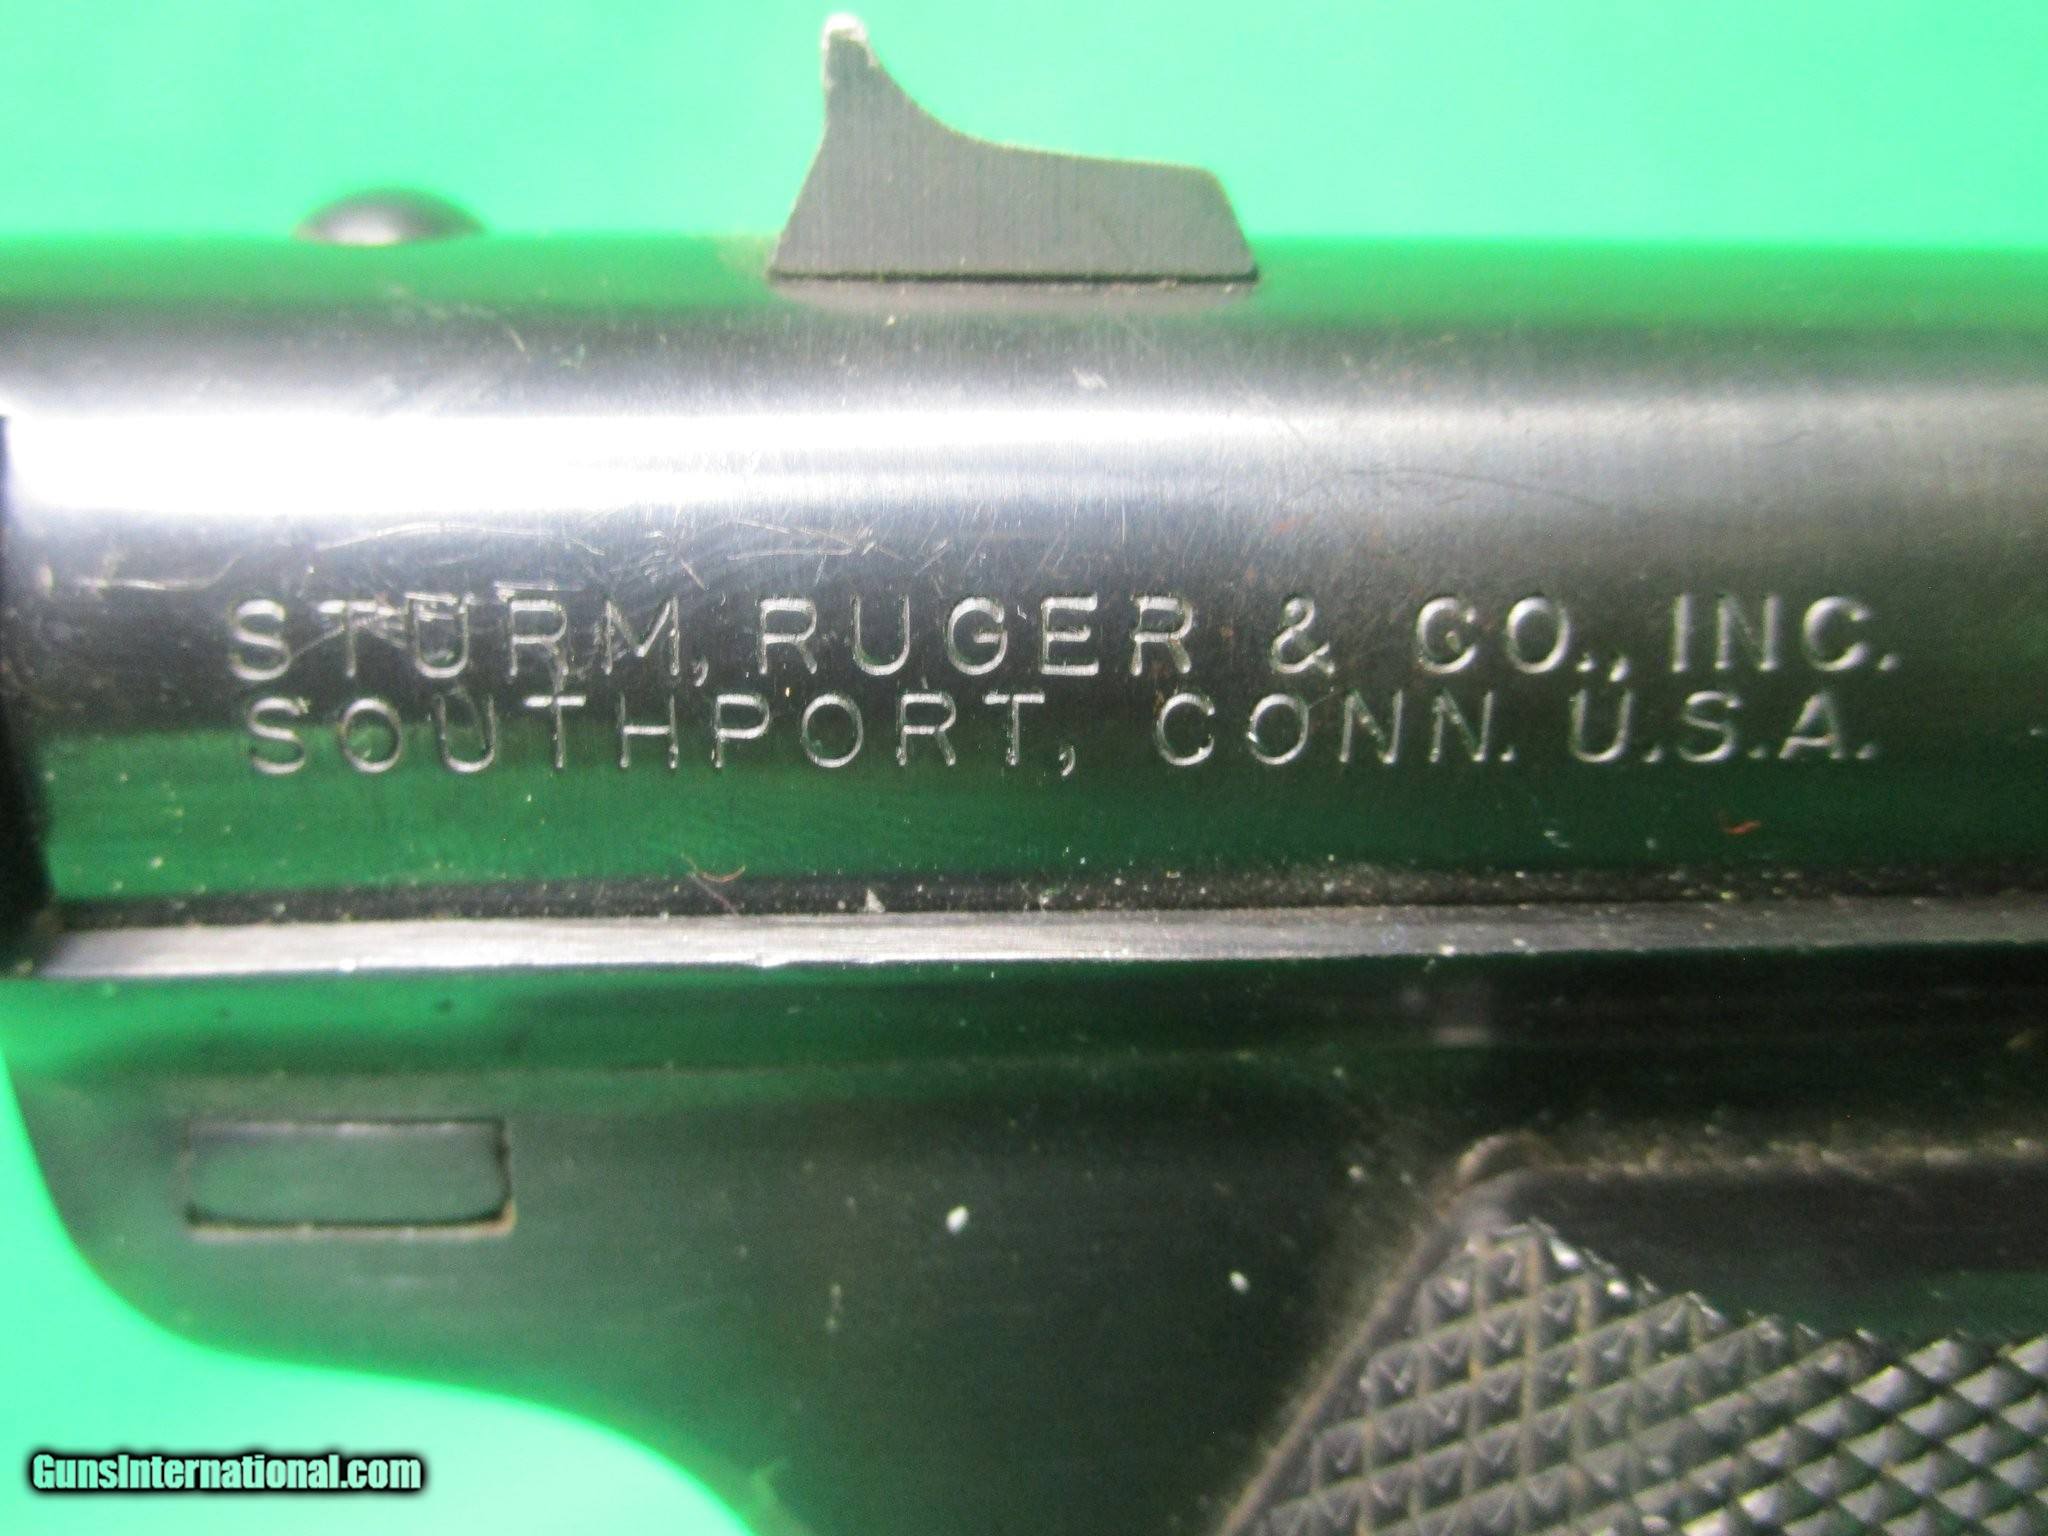 STURM, RUGER & CO., INC.
SOUTHPORT, CONN. U.S.A.
GunsInternational.com